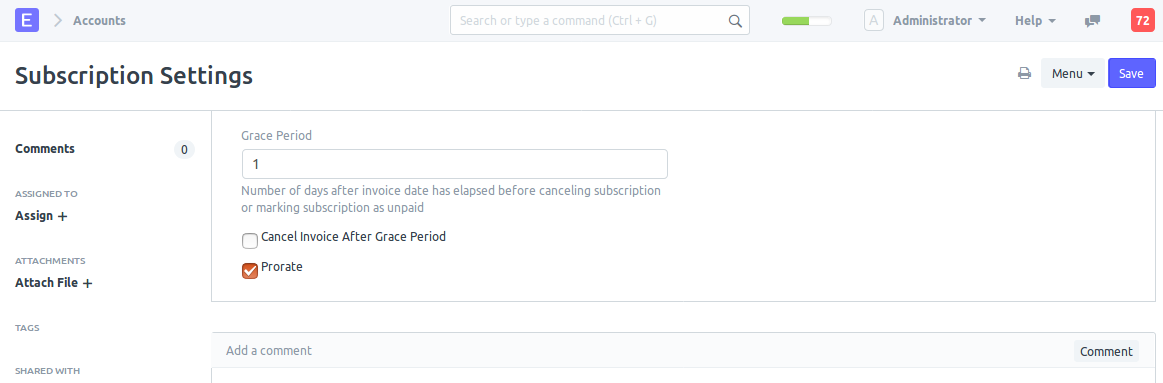 E Accounts Search or type a command (Ctrl + G) A Administrator Help 72
Subscription Settings Menu Save
Comments 0
ASSIGNED TO
Assign +
ATTACHMENTS
Attach File +
TAGS
SHARED WITH
Grace Period
1
Number of days after invoice date has elapsed before canceling subscription
or marking subscription as unpaid
Cancel Invoice After Grace Period
Prorate
Add a comment Comment